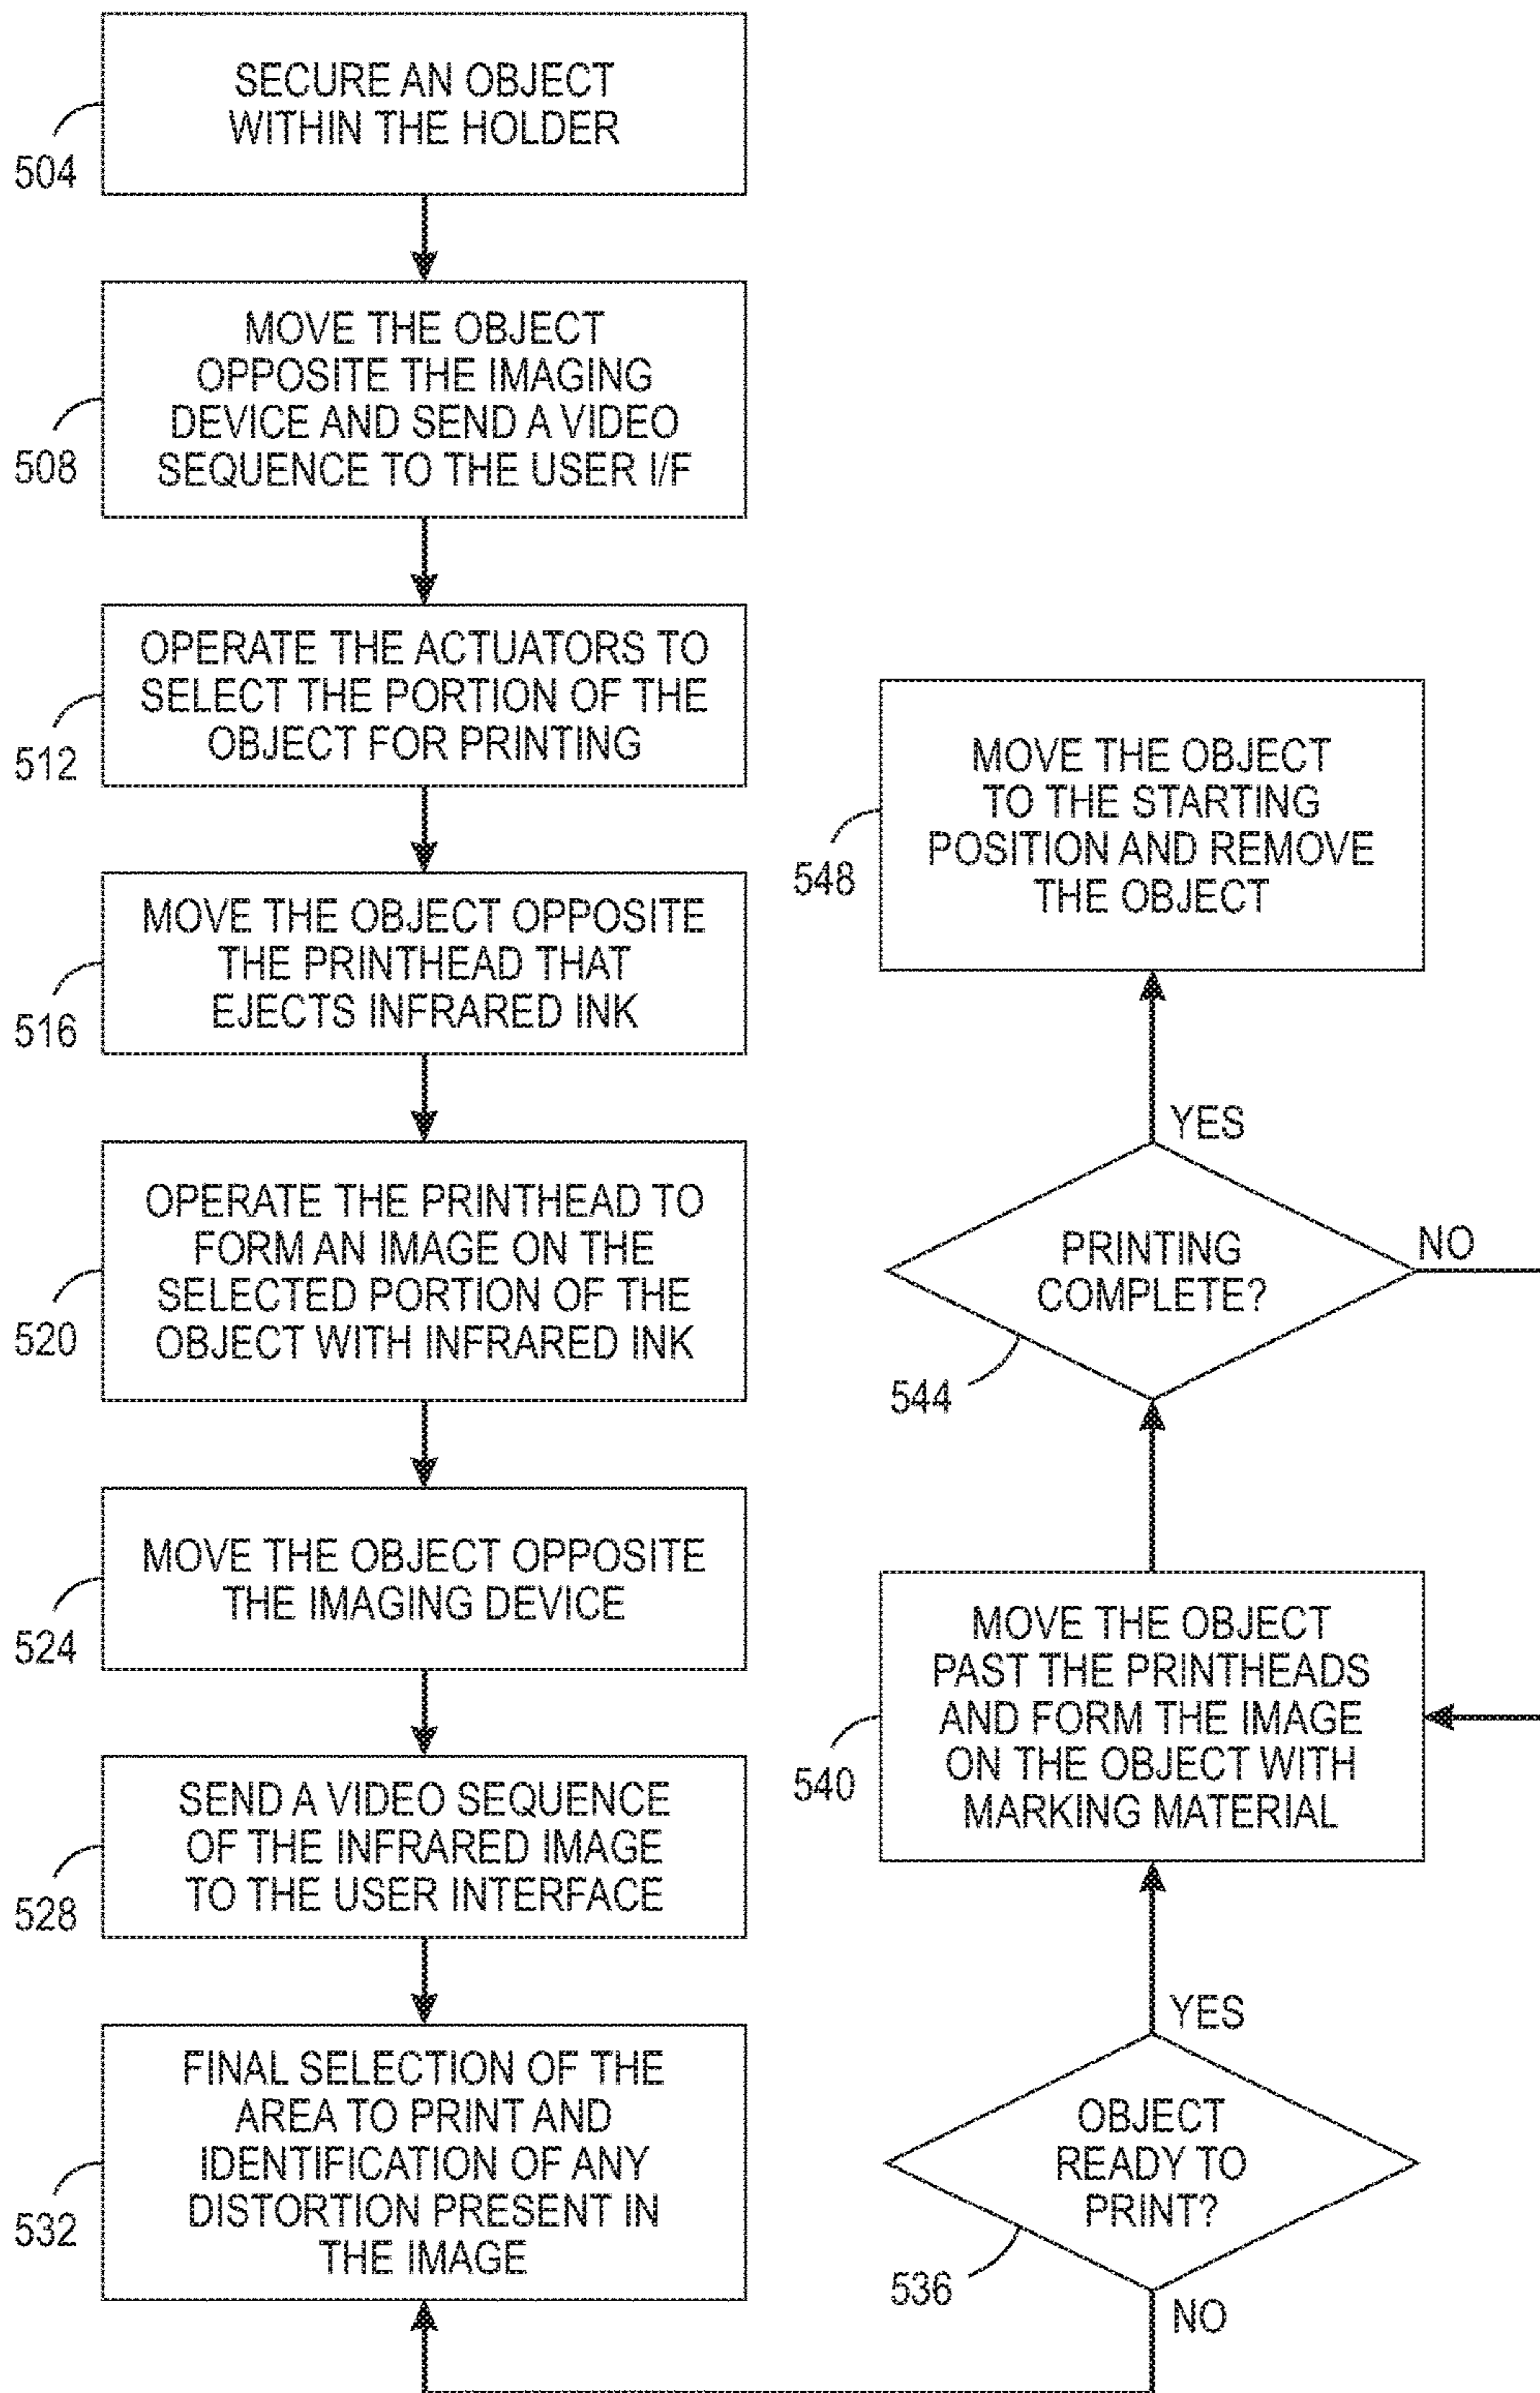 SECURE AN OBJECT
WITHIN THE HOLDER
504
MOVE THE OBJECT
OPPOSITE THE IMAGING
DEVICE AND SEND A VIDEO
SEQUENCE TO THE USER I/F
508
OPERATE THE ACTUATORS TO
SELECT THE PORTION OF THE
OBJECT FOR PRINTING
512
MOVE THE OBJECT OPPOSITE
THE PRINTHEAD THAT
EJECTS INFRARED INK
516
OPERATE THE PRINTHEAD TO
FORM AN IMAGE ON THE
SELECTED PORTION OF THE
OBJECT WITH INFRARED INK
520
MOVE THE OBJECT OPPOSITE
THE IMAGING DEVICE
524
SEND A VIDEO SEQUENCE
OF THE INFRARED IMAGE
TO THE USER INTERFACE
528
FINAL SELECTION OF THE
AREA TO PRINT AND
IDENTIFICATION OF ANY
DISTORTION PRESENT IN
THE IMAGE
532
MOVE THE OBJECT
TO THE STARTING
POSITION AND REMOVE
THE OBJECT
548
YES
PRINTING
COMPLETE?
NO
544
MOVE THE OBJECT
PAST THE PRINTHEADS
AND FORM THE IMAGE
ON THE OBJECT WITH
MARKING MATERIAL
540
YES
OBJECT
READY TO
PRINT?
536
NO